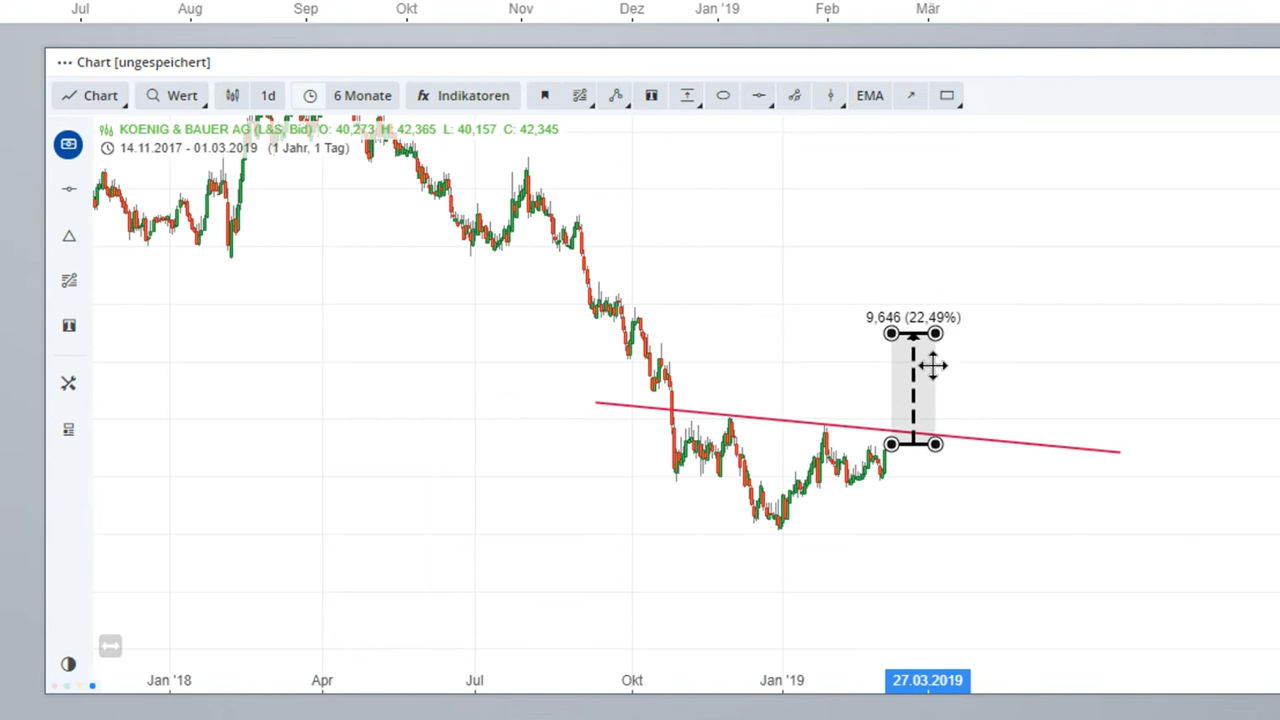 Jul Aug Sep Okt Nov Dez Jan '19 Feb Mär
Chart [ungespeichert]
Chart Wert 1d 6 Monate fx Indikatoren EMA
KOENIG & BAUER AG (L&S, Bid) O: 40,273 H: 42,365 L: 40,157 C: 42,345
14.11.2017 - 01.03.2019 (1 Jahr, 1 Tag)
9,646 (22,49%)
Jan '18 Apr Jul Okt Jan '19 27.03.2019